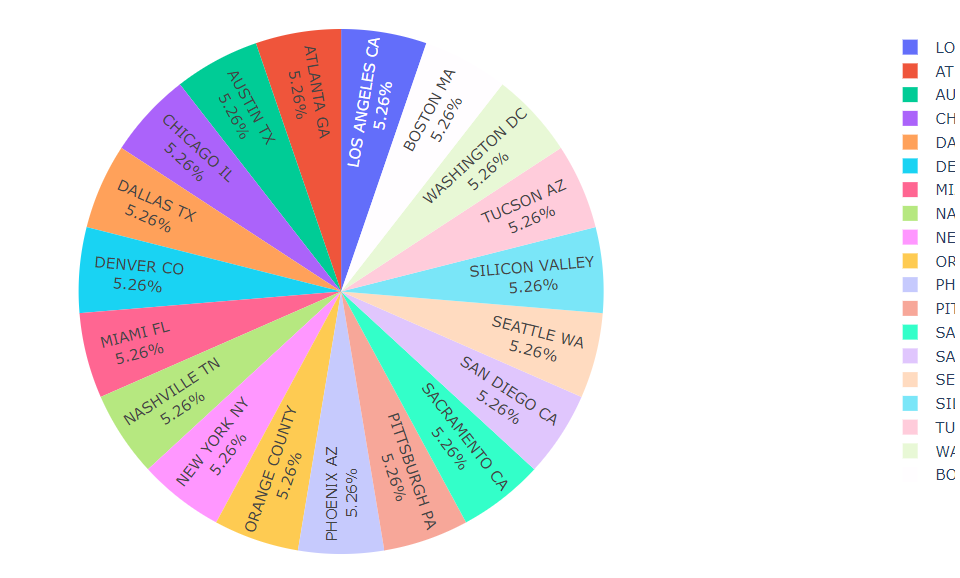 LOS ANGELES CA
5.26%
BOSTON MA
5.26%
WASHINGTON DC
5.26%
TUCSON AZ
5.26%
SILICON VALLEY
5.26%
SEATTLE WA
5.26%
SAN DIEGO CA
5.26%
SACRAMENTO CA
5.26%
PITTSBURGH PA
5.26%
PHOENIX AZ
5.26%
ORANGE COUNTY
5.26%
NEW YORK NY
5.26%
NASHVILLE TN
5.26%
MIAMI FL
5.26%
DENVER CO
5.26%
DALLAS TX
5.26%
CHICAGO IL
5.26%
AUSTIN TX
5.26%
ATLANTA GA
5.26%
LO
AT
AU
CH
DA
DE
MI
NA
NE
OR
PH
PIT
SA
SA
SE
SIL
TU
WA
BO